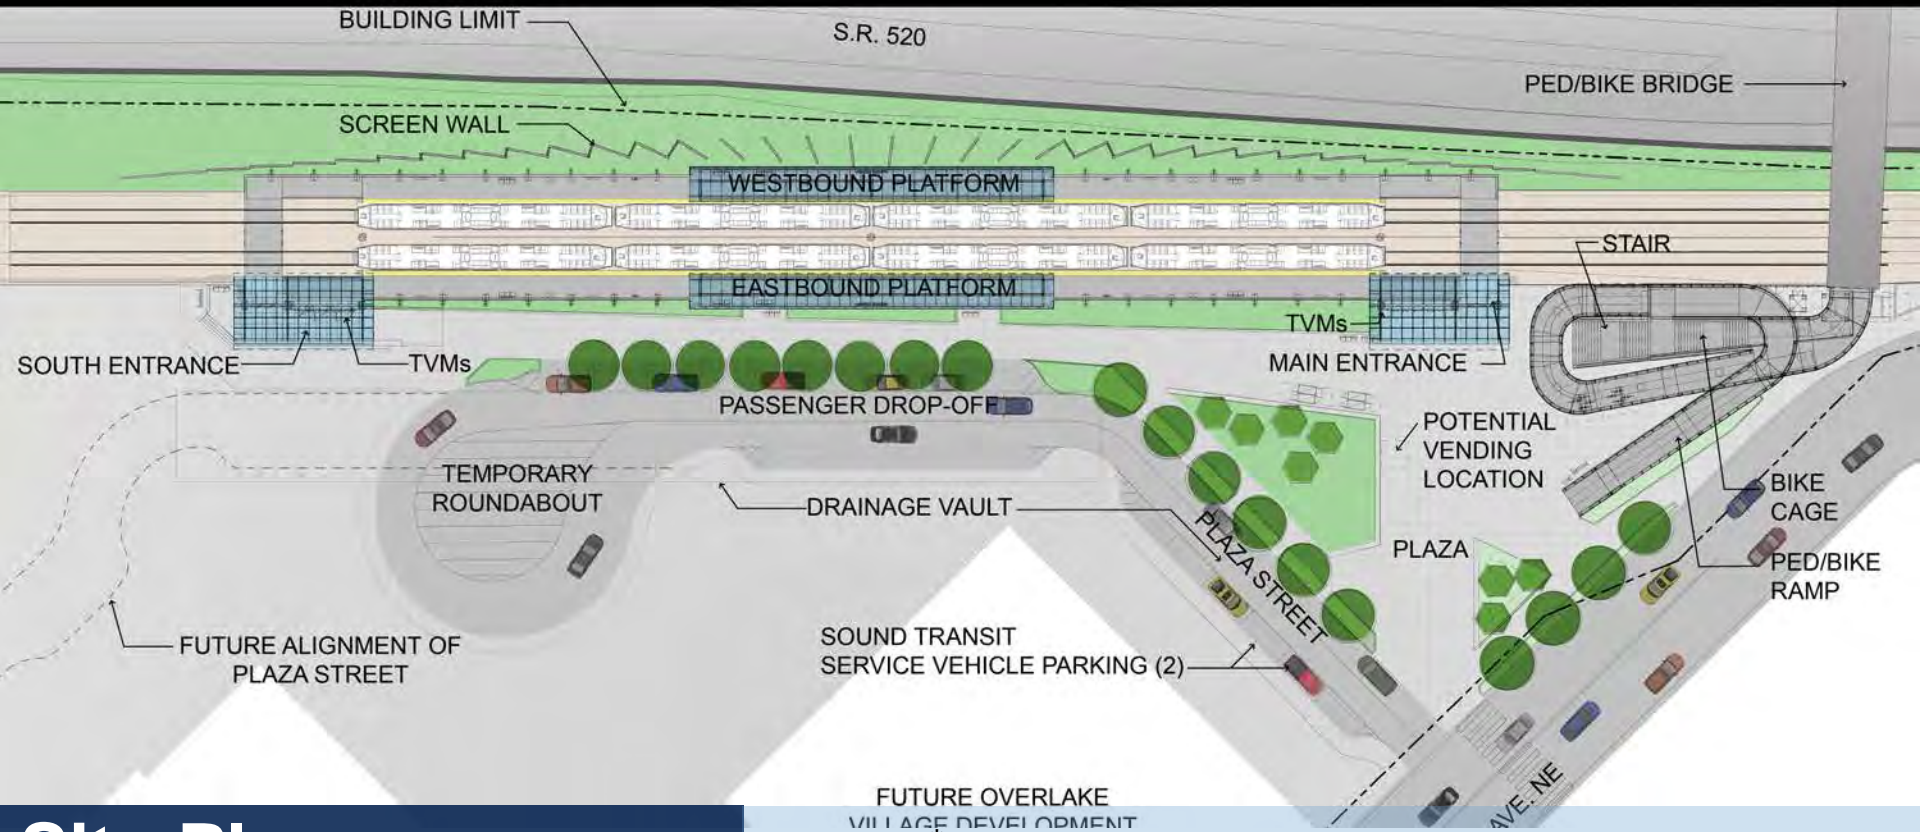 BUILDING LIMIT
S.R. 520
PED/BIKE BRIDGE
SCREEN WALL
WESTBOUND PLATFORM
STAIR
EASTBOUND PLATFORM
TVMs
MAIN ENTRANCE
SOUTH ENTRANCE
TVMs
PASSENGER DROP-OFF
POTENTIAL
VENDING
LOCATION
TEMPORARY
ROUNDABOUT
DRAINAGE VAULT
BIKE
CAGE
PLAZA STREET
PLAZA
PED/BIKE
RAMP
FUTURE ALIGNMENT OF
PLAZA STREET
SOUND TRANSIT
SERVICE VEHICLE PARKING (2)
AVE. NE
FUTURE OVERLAKE
VILLAGE DEVELOPMENT